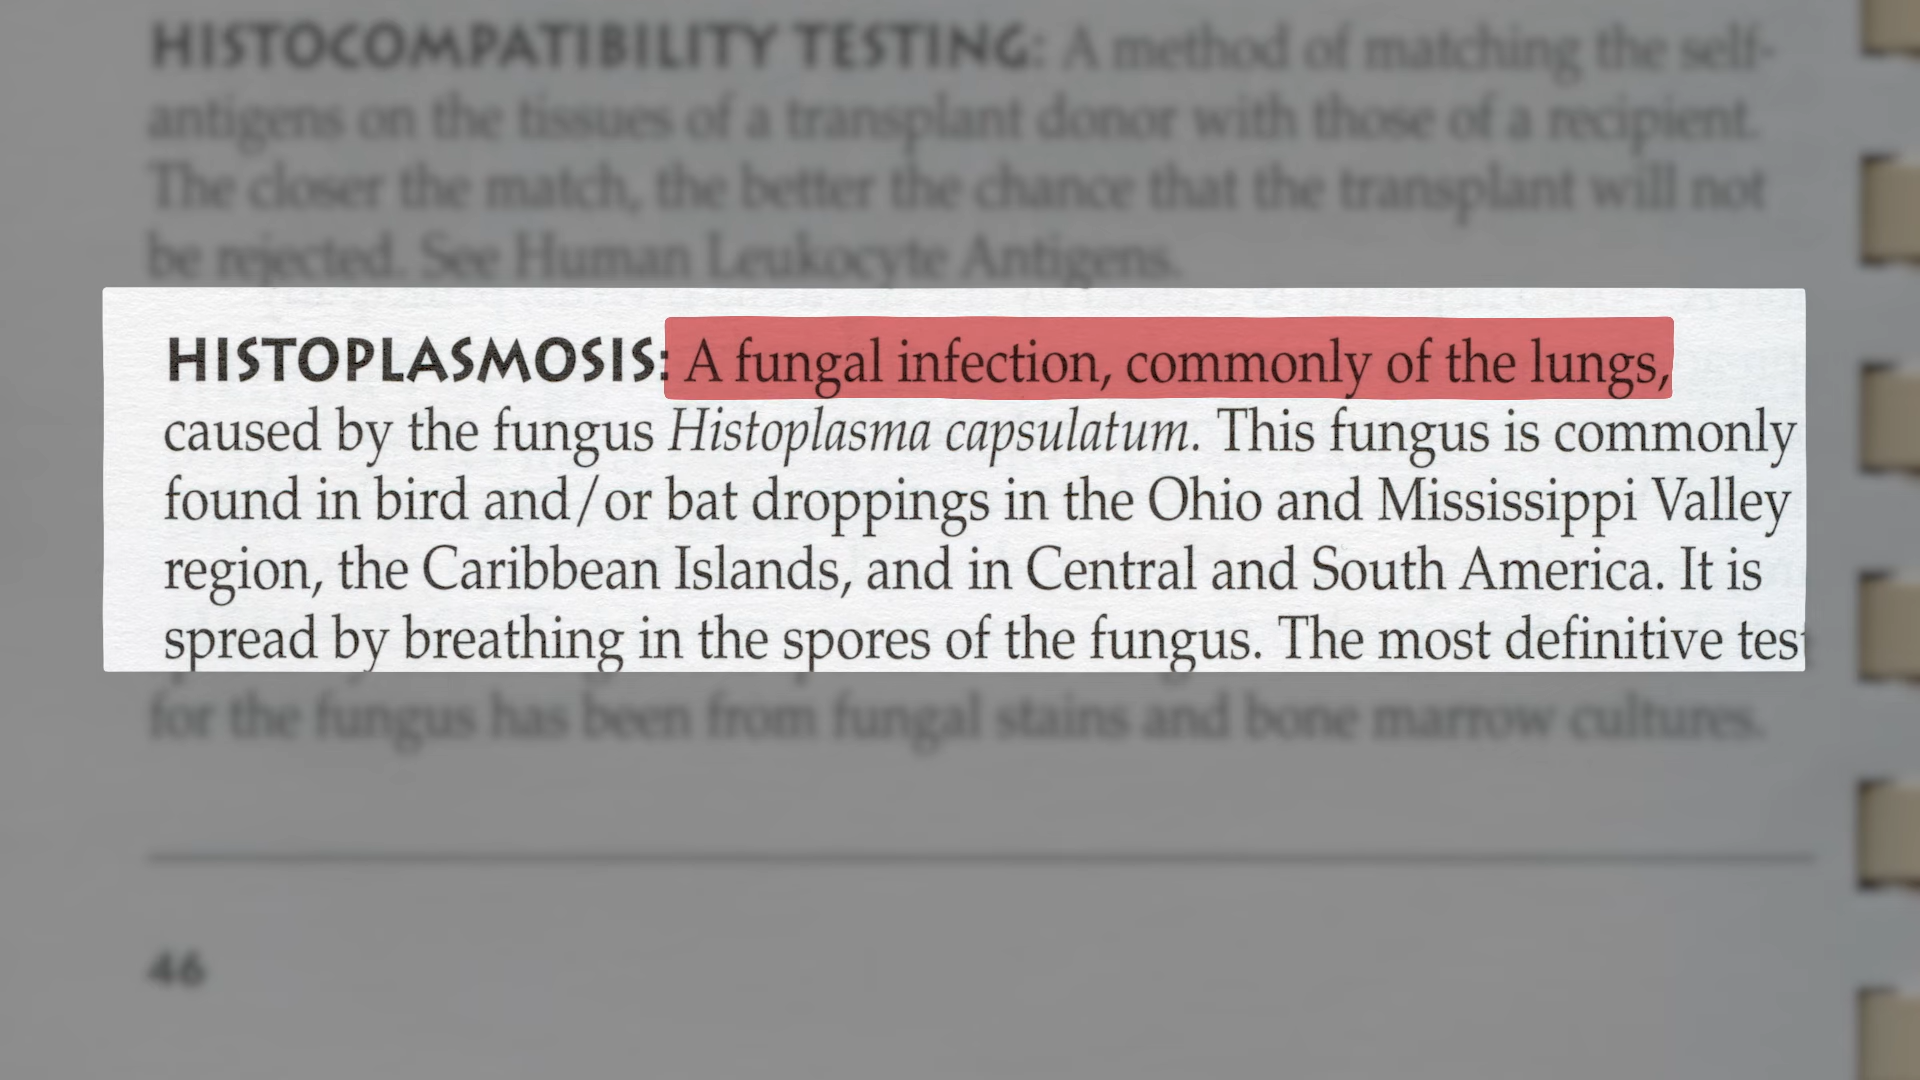 HISTOCOMPATIBILITY TESTING: A method of matching the self-
antigens on the tissues of a transplant donor with those of a recipient.
The closer the match, the better the chance that the transplant will not
be rejected. See Human Leukocyte Antigens.
HISTOPLASMOSIS: A fungal infection, commonly of the lungs,
caused by the fungus Histoplasma capsulatum. This fungus is commonly
found in bird and/or bat droppings in the Ohio and Mississippi Valley
region, the Caribbean Islands, and in Central and South America. It is
spread by breathing in the spores of the fungus. The most definitive test
for the fungus has been from fungal stains and bone marrow cultures.
46